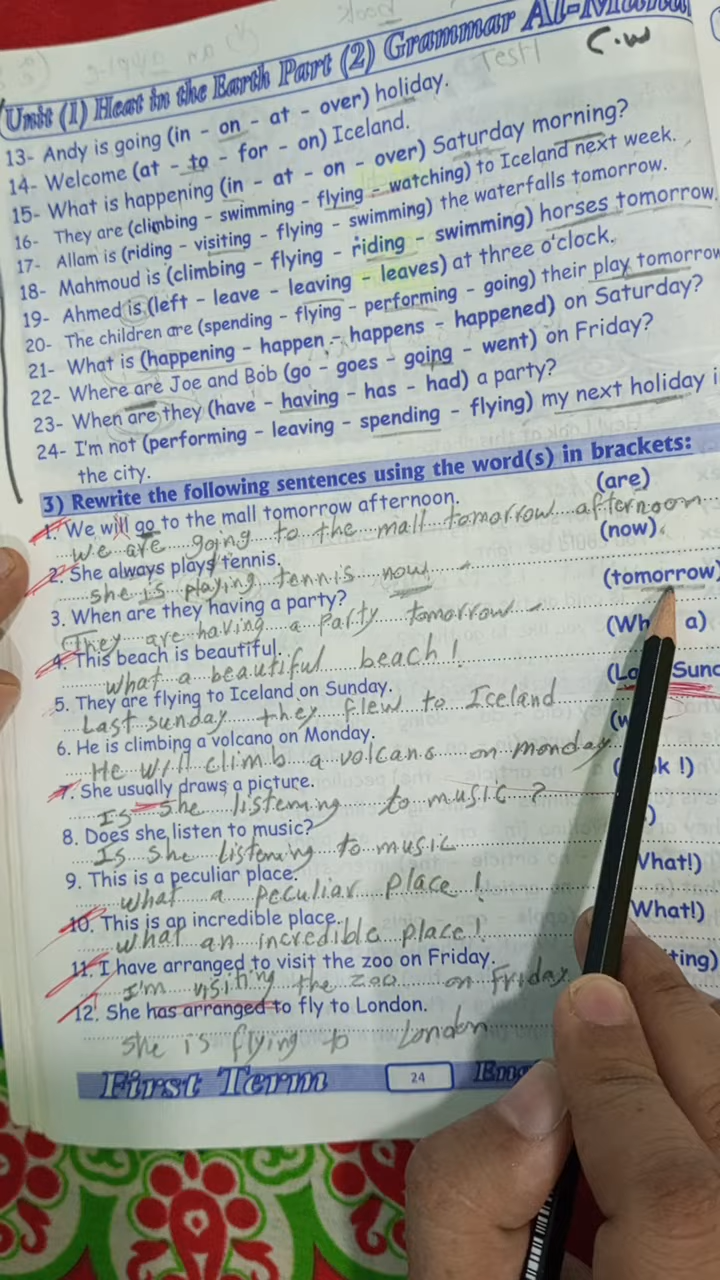 Unit (1) Heat in the Earth Part (2) Grammar
Test1
C.W
13- Andy is going (in - on - at - over) holiday.
14- Welcome (at - to - for - on) Iceland.
15- What is happening (in - at - on - over) Saturday morning?
16- They are (climbing - swimming - flying - watching) to Iceland next week.
17- Allam is (riding - visiting - flying - swimming) the waterfalls tomorrow.
18- Mahmoud is (climbing - flying - riding - swimming) horses tomorrow.
19- Ahmed is (left - leave - leaving - leaves) at three o'clock.
20- The children are (spending - flying - performing - going) their play tomorrow
21- What is (happening - happen - happens - happened) on Saturday?
22- Where are Joe and Bob (go - goes - going - went) on Friday?
23- When are they (have - having - has - had) a party?
24- I'm not (performing - leaving - spending - flying) my next holiday i
the city.
3) Rewrite the following sentences using the word(s) in brackets:
1. We will go to the mall tomorrow afternoon. (are)
We are going to the mall tomorrow afternoon
2. She always plays tennis. (now)
she is playing tennis now
3. When are they having a party? (tomorrow)
They are having a party tomorrow
4. This beach is beautiful. (Wh a)
What a beautiful beach!
5. They are flying to Iceland on Sunday. (La Sund
Last sunday they flew to Iceland
6. He is climbing a volcano on Monday. (w
He will climb a volcano on monday
7. She usually draws a picture. ( k !)
Is she listening to music?
8. Does she listen to music? )
Is she listening to music
9. This is a peculiar place. What!)
What a peculiar place!
10. This is an incredible place. What!)
What an incredible place!
11. I have arranged to visit the zoo on Friday. ting)
I'm visiting the zoo on Friday
12. She has arranged to fly to London.
she is flying to London
First Term 24 Eng